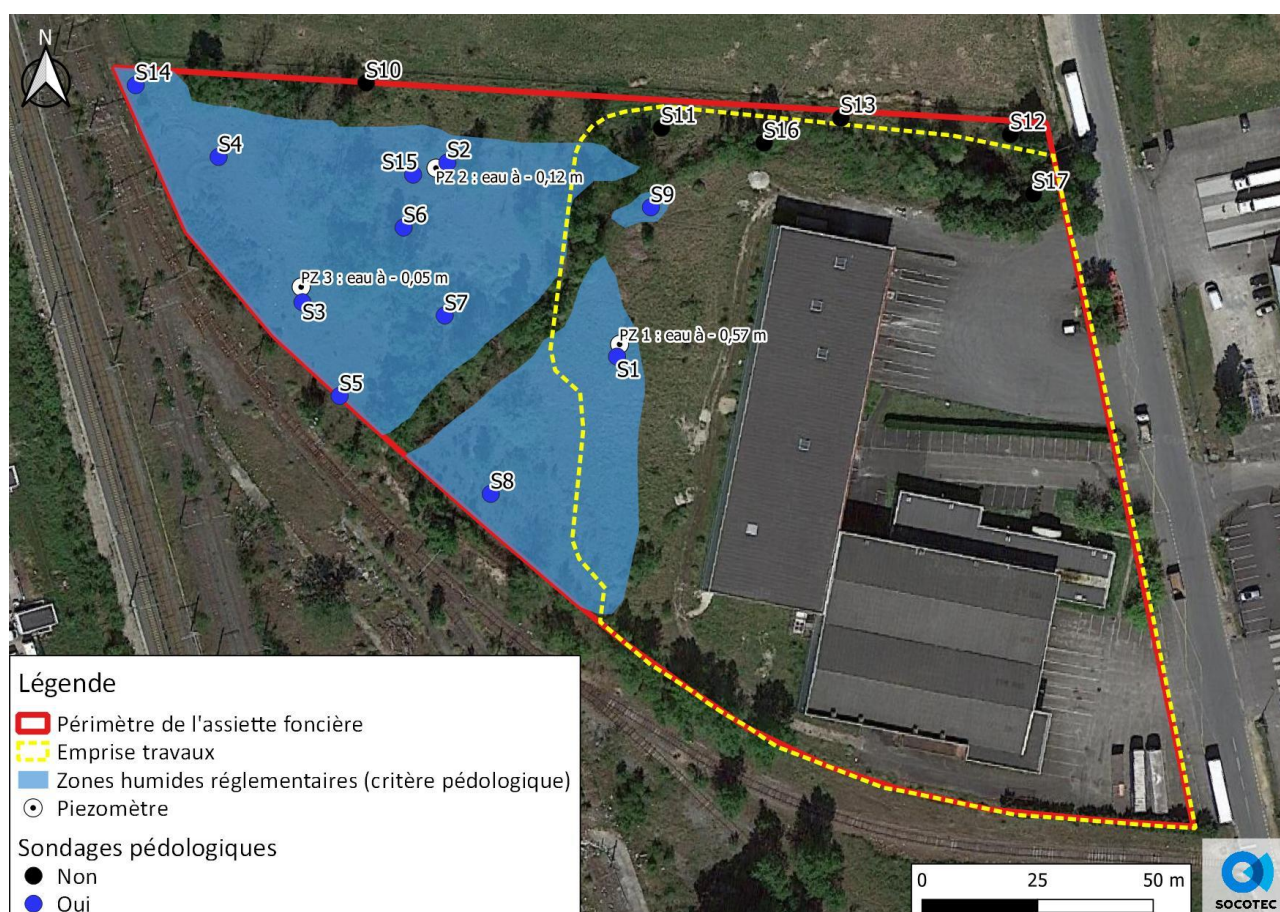 N
S14
S10
S11
S13
S16
S12
S4
S15
S2
PZ 2 : eau à - 0,12 m
S17
S9
S6
PZ 3 : eau à - 0,05 m
S3
S7
PZ 1 : eau à - 0,57 m
S1
S5
S8
Légende
Périmètre de l'assiette foncière
Emprise travaux
Zones humides réglementaires (critère pédologique)
Piezomètre
Sondages pédologiques
Non
Oui
0 25 50 m
SOCOTEC